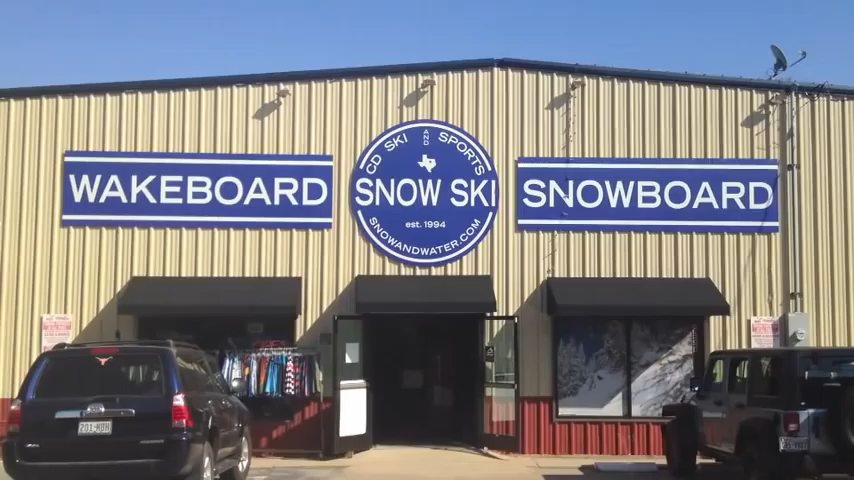 WAKEBOARD
CD SKI AND SPORTS
SNOW SKI
est. 1994
SNOWANDWATER.COM
SNOWBOARD